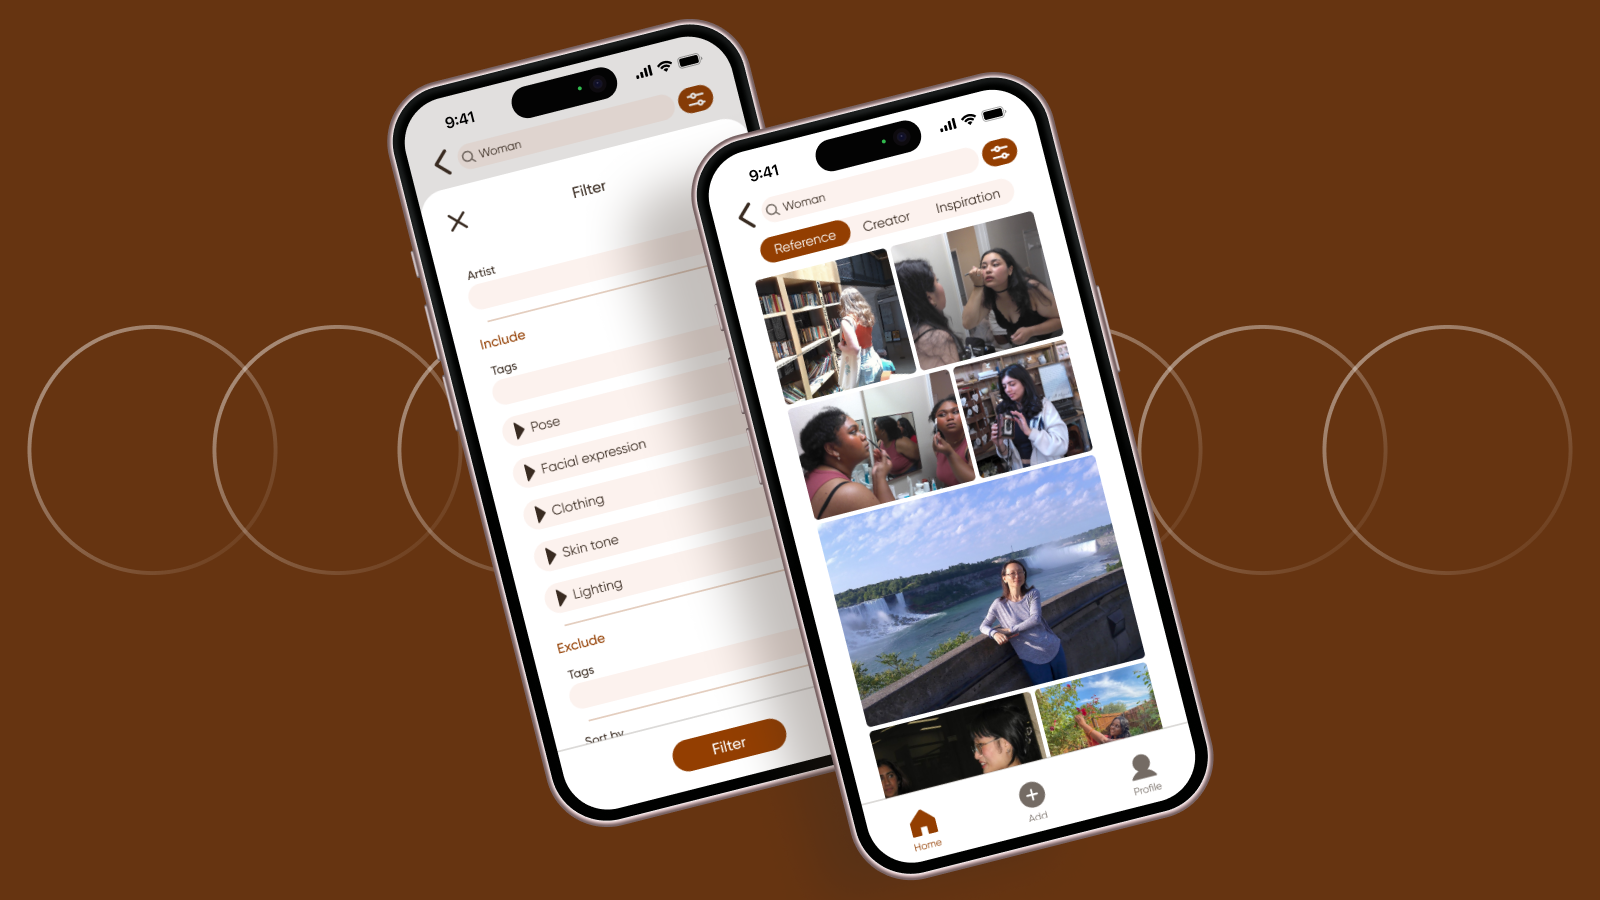 9:41
Woman
Filter
Artist
Include
Tags
Pose
Facial expression
Clothing
Skin tone
Lighting
Exclude
Tags
Sort by
Filter
9:41
Woman
Reference
Creator
Inspiration
Home
Add
Profile